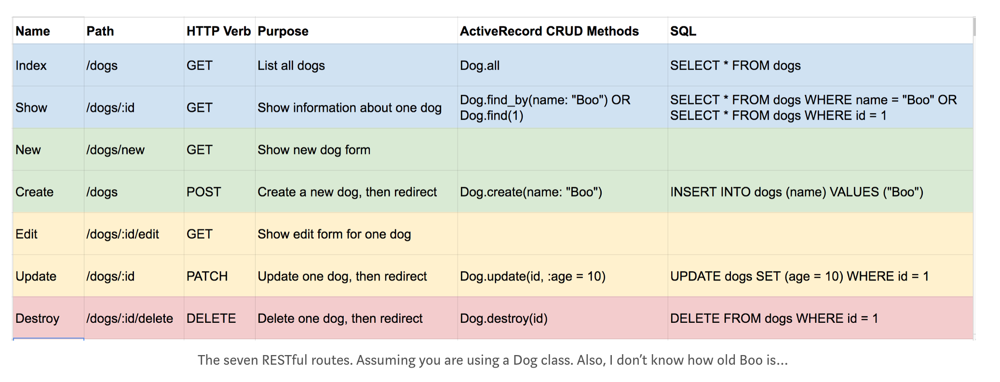 Name Path HTTP Verb Purpose ActiveRecord CRUD Methods SQL
Index /dogs GET List all dogs Dog.all SELECT * FROM dogs
Show /dogs/:id GET Show information about one dog Dog.find_by(name: "Boo") OR SELECT * FROM dogs WHERE name = "Boo" OR
Dog.find(1) SELECT * FROM dogs WHERE id = 1
New /dogs/new GET Show new dog form
Create /dogs POST Create a new dog, then redirect Dog.create(name: "Boo") INSERT INTO dogs (name) VALUES ("Boo")
Edit /dogs/:id/edit GET Show edit form for one dog
Update /dogs/:id PATCH Update one dog, then redirect Dog.update(id, :age = 10) UPDATE dogs SET (age = 10) WHERE id = 1
Destroy /dogs/:id/delete DELETE Delete one dog, then redirect Dog.destroy(id) DELETE FROM dogs WHERE id = 1
The seven RESTful routes. Assuming you are using a Dog class. Also, I don’t know how old Boo is…